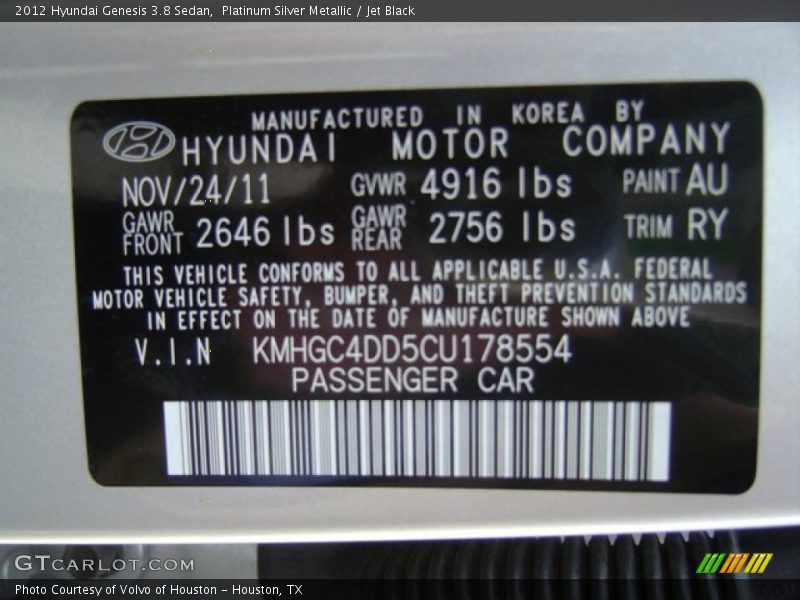 2012 Hyundai Genesis 3.8 Sedan,  Platinum Silver Metallic / Jet Black
MANUFACTURED IN KOREA BY
HYUNDAI MOTOR COMPANY
NOV/24/11 GVWR 4916 lbs PAINT AU
GAWR FRONT 2646 lbs GAWR REAR 2756 lbs TRIM RY
THIS VEHICLE CONFORMS TO ALL APPLICABLE U.S.A. FEDERAL
MOTOR VEHICLE SAFETY, BUMPER, AND THEFT PREVENTION STANDARDS
IN EFFECT ON THE DATE OF MANUFACTURE SHOWN ABOVE
V.I.N KMHGC4DD5CU178554
PASSENGER CAR
GTCARLOT.COM
Photo Courtesy of Volvo of Houston - Houston, TX